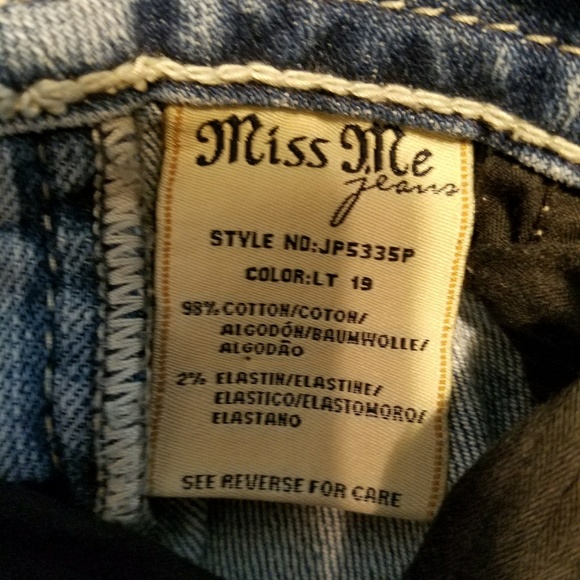 Miss Me
jeans
STYLE NO:JP5335P
COLOR:LT 19
98% COTTON/COTON/
ALGODÓN/BAUMWOLLE/
ALGODÃO
2% ELASTIN/ELASTINE/
ELASTICO/ELASTOMORO/
ELASTANO
SEE REVERSE FOR CARE